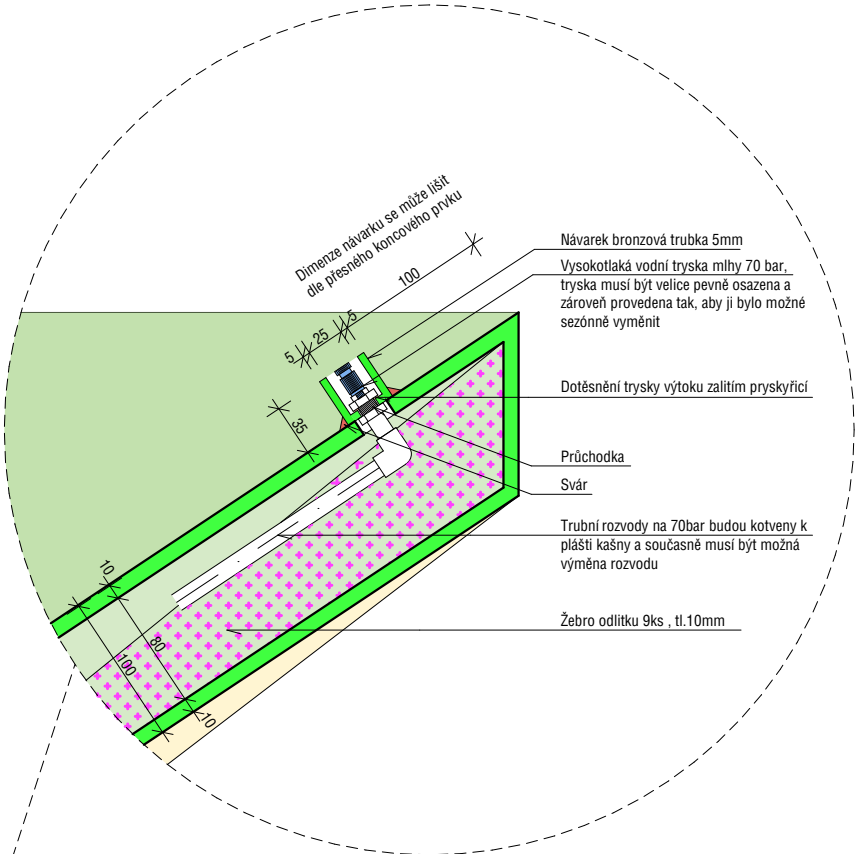 Dimenze návarku se může lišit
dle přesného koncového prvku
100
5
25
5
35
10
80
100
10
Návarek bronzová trubka 5mm
Vysokotlaká vodní tryska mlhy 70 bar,
tryska musí být velice pevně osazena a
zároveň provedena tak, aby ji bylo možné
sezónně vyměnit
Dotěsnění trysky výtoku zalitím pryskyřicí
Průchodka
Svár
Trubní rozvody na 70bar budou kotveny k
plášti kašny a současně musí být možná
výměna rozvodu
Žebro odlitku 9ks , tl.10mm